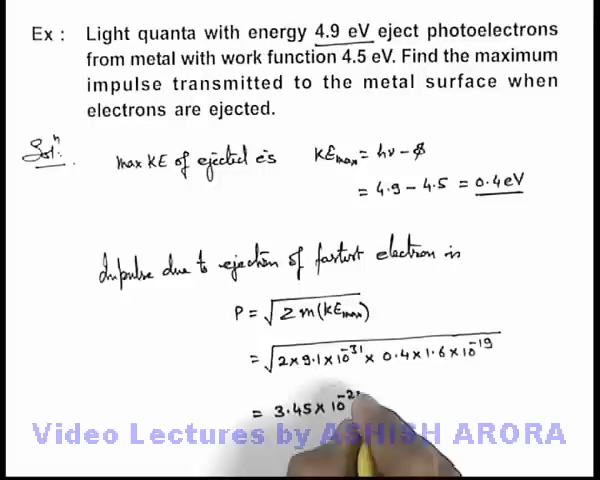 Ex : Light quanta with energy 4.9 eV eject photoelectrons
from metal with work function 4.5 eV. Find the maximum
impulse transmitted to the metal surface when
electrons are ejected.
Solⁿ: max KE of ejected e⁻s KEmax = hν - φ
= 4.9 - 4.5 = 0.4 eV
Impulse due to ejection of fastest electron is
P = √2m(KEmax)
= √2×9.1×10⁻³¹ × 0.4×1.6×10⁻¹⁹
= 3.45 × 10⁻²
Video Lectures by ASHISH ARORA